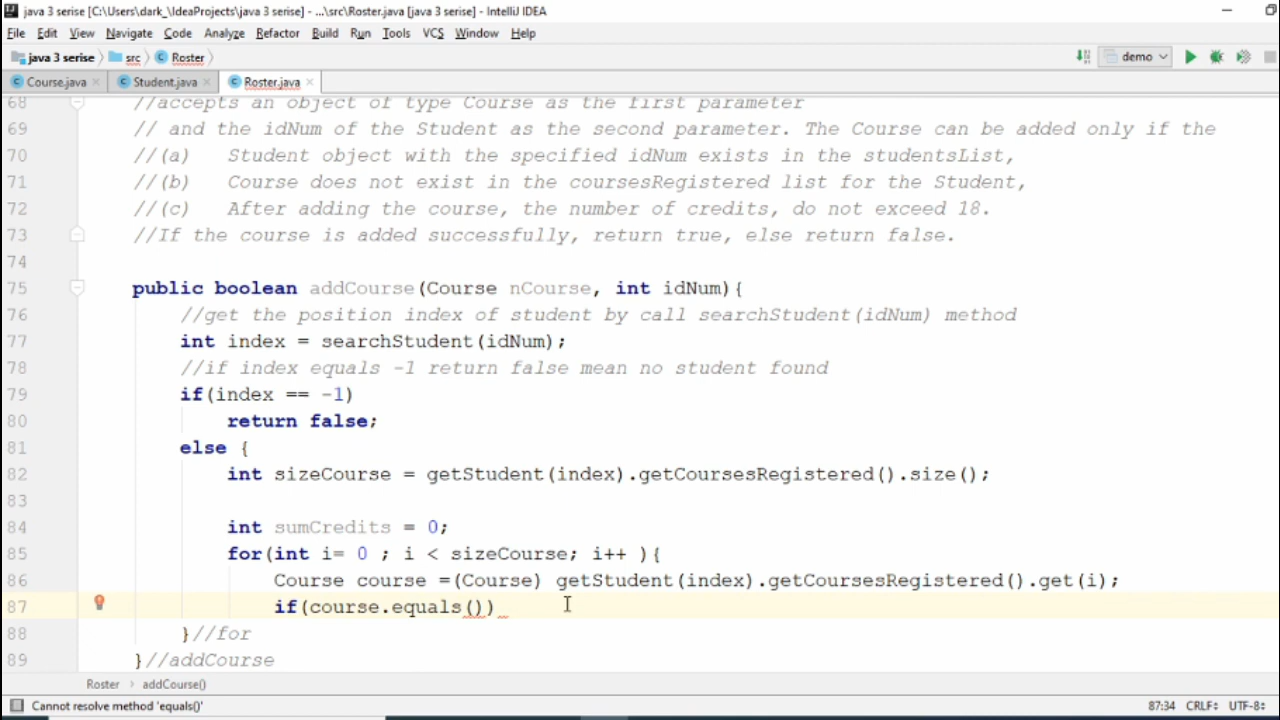 java 3 serise [C:\Users\dark_\IdeaProjects\java 3 serise] - ...\src\Roster.java [java 3 serise] - IntelliJ IDEA
File Edit View Navigate Code Analyze Refactor Build Run Tools VCS Window Help
java 3 serise src Roster demo
Course.java Student.java Roster.java
68 //accepts an object of type Course as the first parameter
69 // and the idNum of the Student as the second parameter. The Course can be added only if the
70 //(a) Student object with the specified idNum exists in the studentsList,
71 //(b) Course does not exist in the coursesRegistered list for the Student,
72 //(c) After adding the course, the number of credits, do not exceed 18.
73 //If the course is added successfully, return true, else return false.
74
75 public boolean addCourse(Course nCourse, int idNum){
76 //get the position index of student by call searchStudent(idNum) method
77 int index = searchStudent(idNum);
78 //if index equals -1 return false mean no student found
79 if(index == -1)
80 return false;
81 else {
82 int sizeCourse = getStudent(index).getCoursesRegistered().size();
83
84 int sumCredits = 0;
85 for(int i= 0 ; i < sizeCourse; i++ ){
86 Course course =(Course) getStudent(index).getCoursesRegistered().get(i);
87 if(course.equals())
88 }//for
89 }//addCourse
Roster addCourse()
Cannot resolve method 'equals()' 87:34 CRLF UTF-8